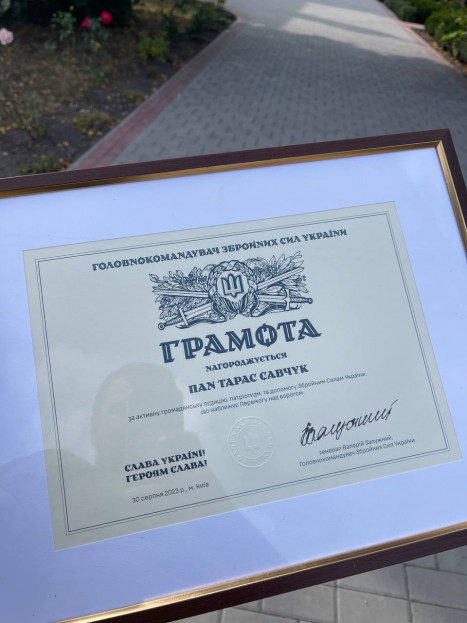 ГОЛОВНОКОМАНДУВАЧ ЗБРОЙНИХ СИЛ УКРАЇНИ
ГРАМОТА
НАГОРОДЖУЄТЬСЯ
ПАН ТАРАС САВЧУК
за активну громадянську позицію, патріотизм, та допомогу Збройним Силам України,
що наближує Перемогу над ворогом.
СЛАВА УКРАЇНІ!
ГЕРОЯМ СЛАВА!
30 серпня 2023 р., м. Київ
генерал Валерій Залужний,
Головнокомандувач Збройних Сил України